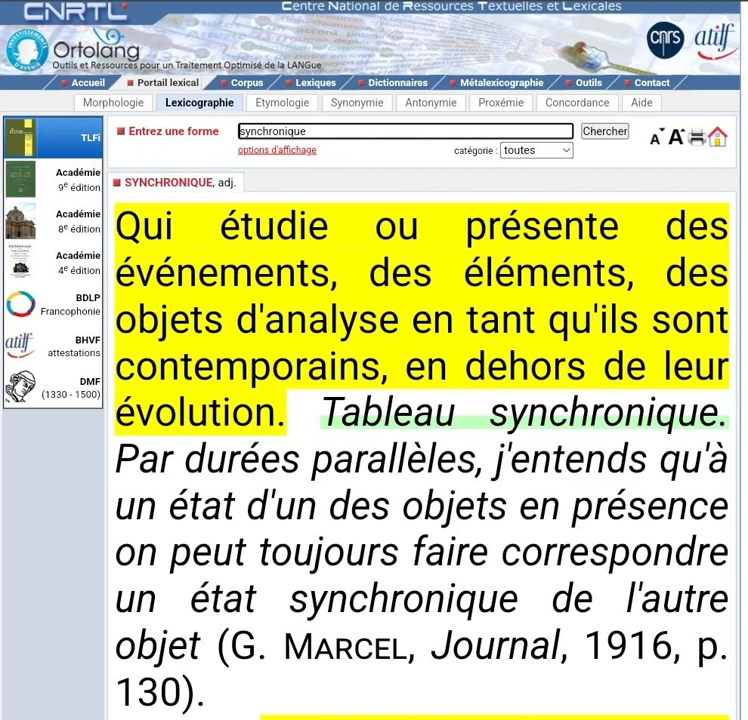 CNRTL
Centre National de Ressources Textuelles et Lexicales
Ortolang
Outils et Ressources pour un Traitement Optimisé de la LANGue
cnrs
atilf
Accueil
Portail lexical
Corpus
Lexiques
Dictionnaires
Métalexicographie
Outils
Contact
Morphologie
Lexicographie
Etymologie
Synonymie
Antonymie
Proxémie
Concordance
Aide
TLFi
Académie
9e édition
Académie
8e édition
Académie
4e édition
BDLP
Francophonie
atilf
BHVF
attestations
DMF
(1330 - 1500)
Entrez une forme
synchronique
Chercher
options d'affichage
catégorie :
toutes
A
A
SYNCHRONIQUE, adj.
Qui étudie ou présente des
événements, des éléments, des
objets d'analyse en tant qu'ils sont
contemporains, en dehors de leur
évolution. Tableau synchronique.
Par durées parallèles, j'entends qu'à
un état d'un des objets en présence
on peut toujours faire correspondre
un état synchronique de l'autre
objet (G. MARCEL, Journal, 1916, p.
130).